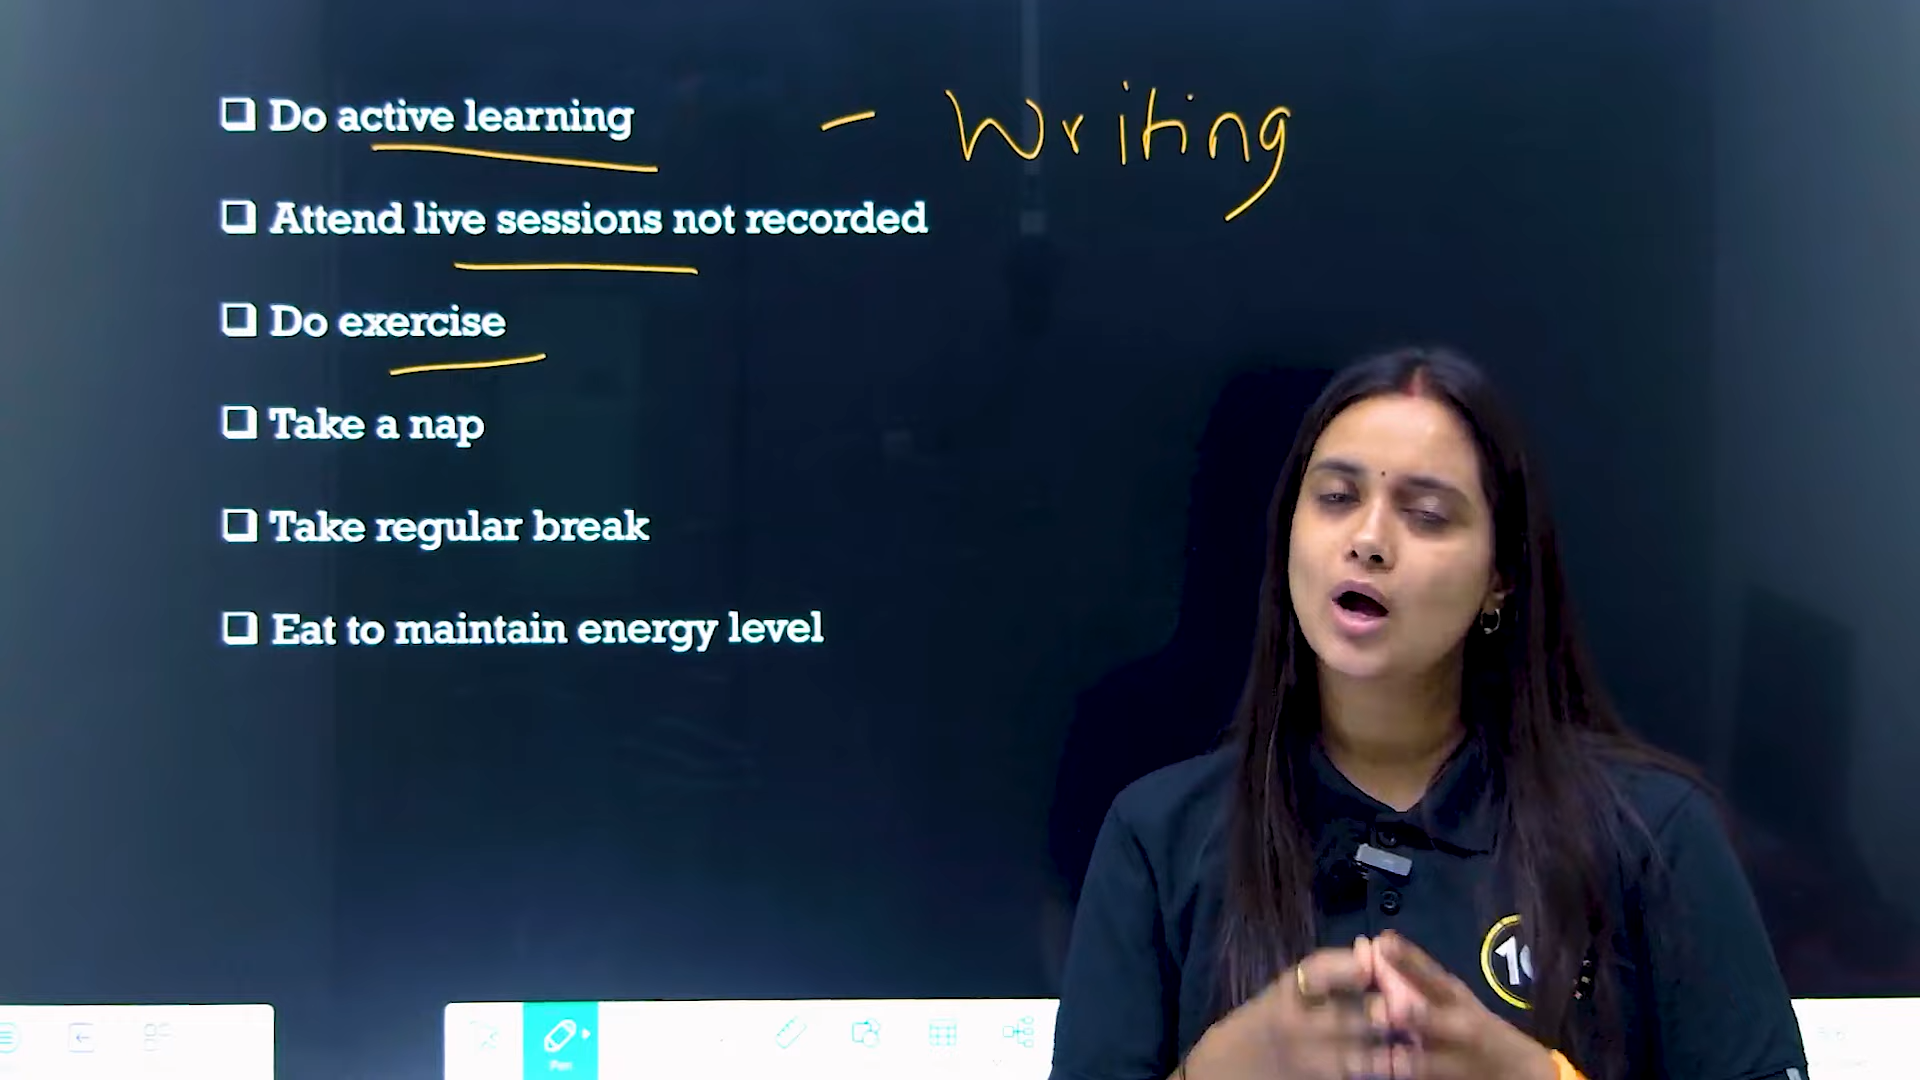 Do active learning - Writing
Attend live sessions not recorded
Do exercise
Take a nap
Take regular break
Eat to maintain energy level
Pen